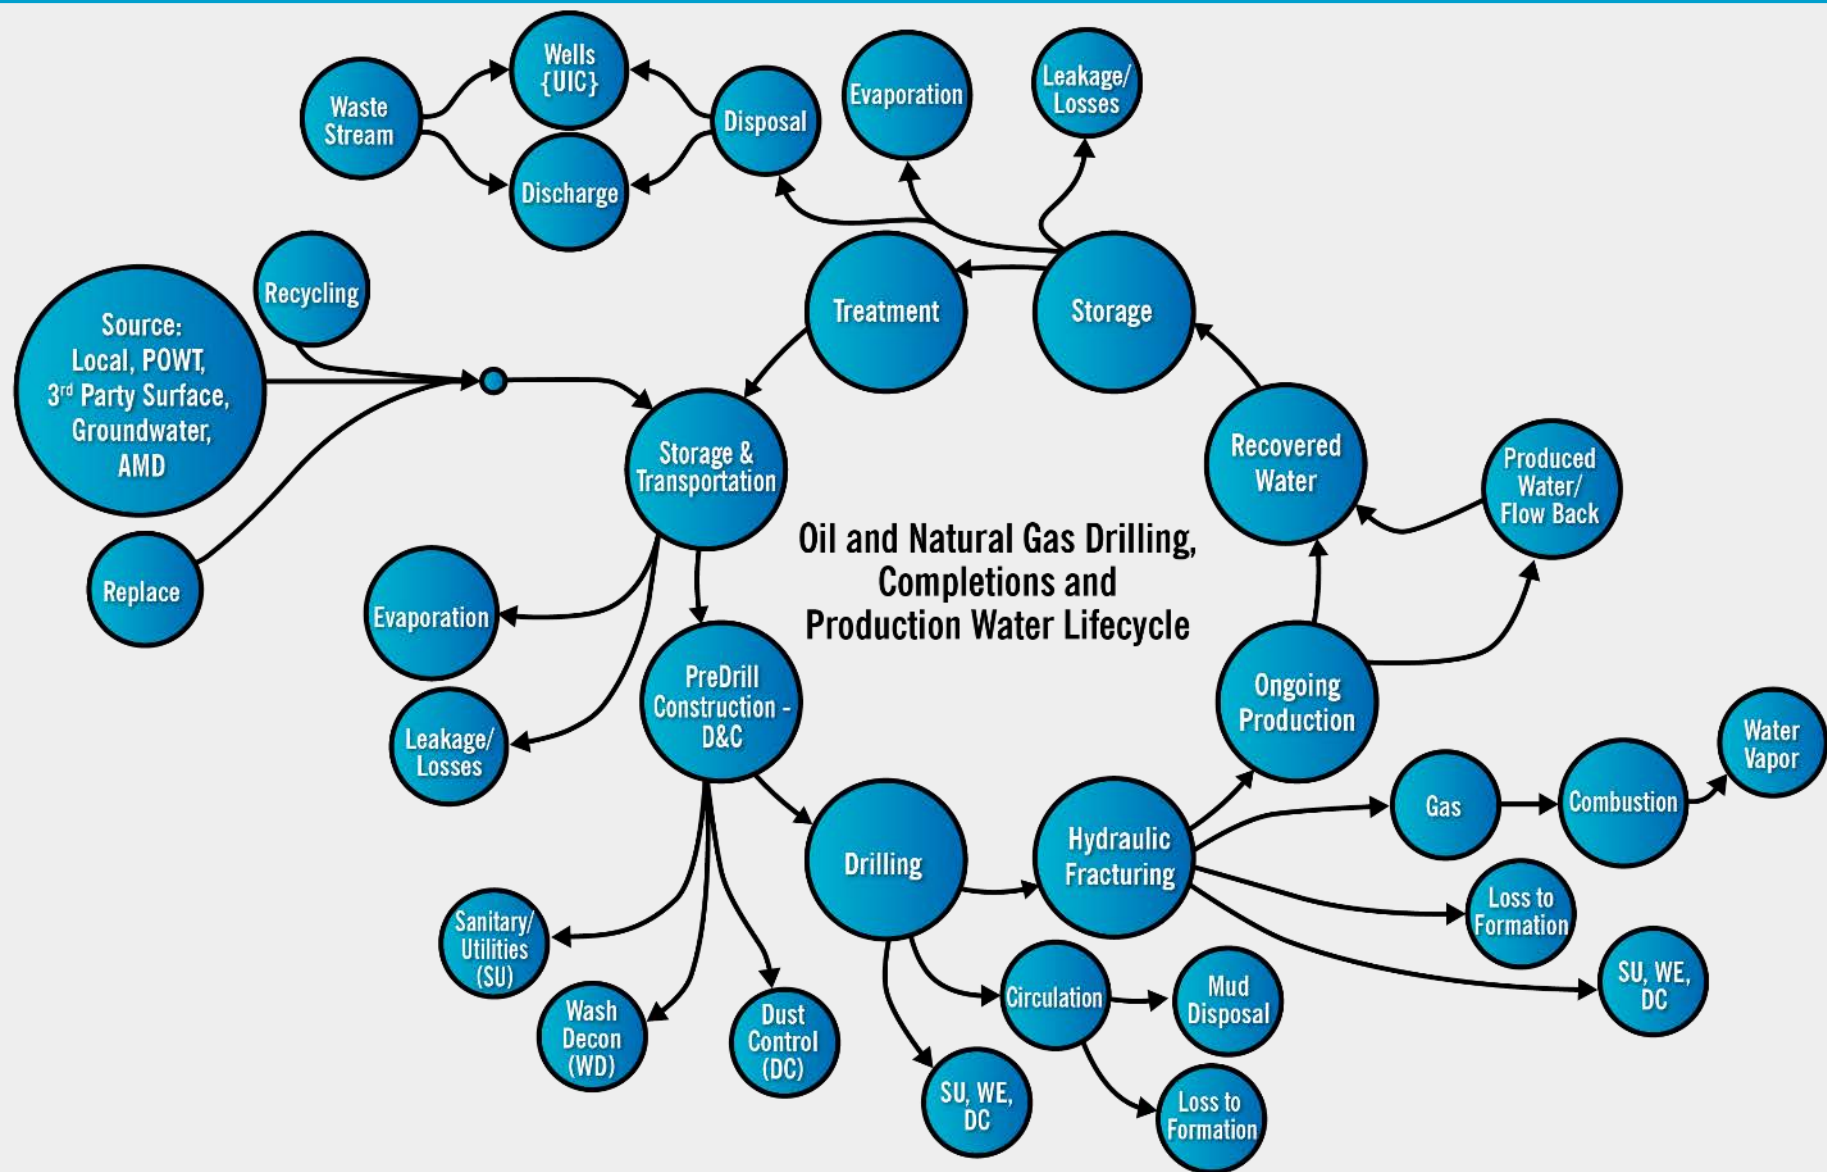 Wells
{UIC}
Waste
Stream
Disposal
Discharge
Evaporation
Leakage/
Losses
Recycling
Source:
Local, POWT,
3rd Party Surface,
Groundwater,
AMD
Replace
Treatment
Storage
Storage &
Transportation
Recovered
Water
Produced
Water/
Flow Back
Oil and Natural Gas Drilling,
Completions and
Production Water Lifecycle
Evaporation
Leakage/
Losses
PreDrill
Construction -
D&C
Ongoing
Production
Water
Vapor
Gas
Combustion
Drilling
Hydraulic
Fracturing
Loss to
Formation
SU, WE,
DC
Sanitary/
Utilities
(SU)
Wash
Decon
(WD)
Dust
Control
(DC)
Circulation
Mud
Disposal
SU, WE,
DC
Loss to
Formation